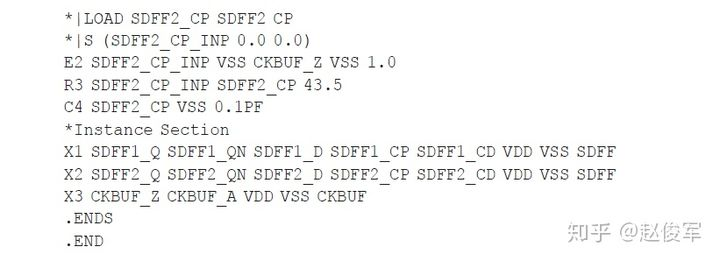 *|LOAD SDFF2_CP SDFF2 CP
*|S (SDFF2_CP_INP 0.0 0.0)
E2 SDFF2_CP_INP VSS CKBUF_Z VSS 1.0
R3 SDFF2_CP_INP SDFF2_CP 43.5
C4 SDFF2_CP VSS 0.1PF
*Instance Section
X1 SDFF1_Q SDFF1_QN SDFF1_D SDFF1_CP SDFF1_CD VDD VSS SDFF
X2 SDFF2_Q SDFF2_QN SDFF2_D SDFF2_CP SDFF2_CD VDD VSS SDFF
X3 CKBUF_Z CKBUF_A VDD VSS CKBUF
.ENDS
.END
知乎 @赵俊军